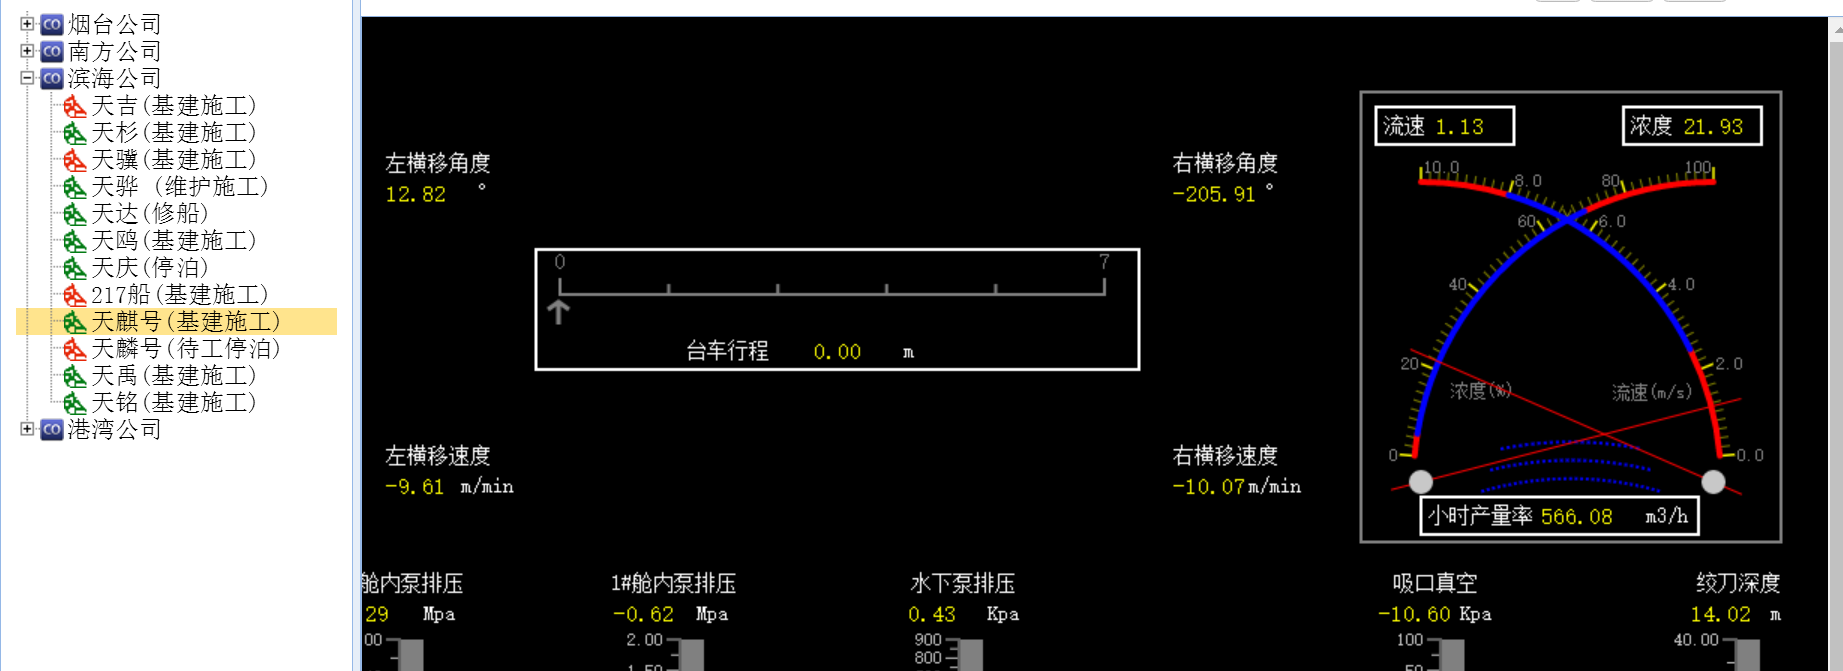 烟台公司
南方公司
滨海公司
天吉(基建施工)
天杉(基建施工)
天骥(基建施工)
天骅 (维护施工)
天达(修船)
天鸥(基建施工)
天庆(停泊)
217船(基建施工)
天麒号(基建施工)
天麟号(待工停泊)
天禹(基建施工)
天铭(基建施工)
港湾公司
左横移角度
12.82 °
右横移角度
-205.91 °
0 7
台车行程 0.00 m
左横移速度
-9.61 m/min
右横移速度
-10.07 m/min
流速 1.13
浓度 21.93
10.0 100
8.0 80
60 6.0
40 4.0
20 2.0
浓度(%) 流速(m/s)
0 0.0
小时产量率 566.08 m3/h
舱内泵排压 1#舱内泵排压 水下泵排压 吸口真空 绞刀深度
29 Mpa -0.62 Mpa 0.43 Kpa -10.60 Kpa 14.02 m
00 2.00 900 100 40.00
800
1.50 50